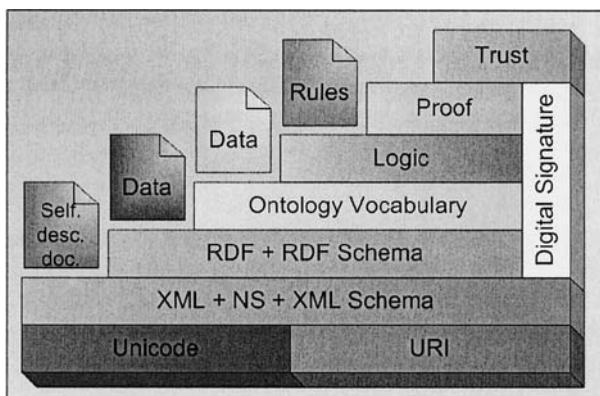 Trust
Rules
Proof
Data
Logic
Digital Signature
Data
Ontology Vocabulary
Self.
desc.
doc.
RDF + RDF Schema
XML + NS + XML Schema
Unicode
URI